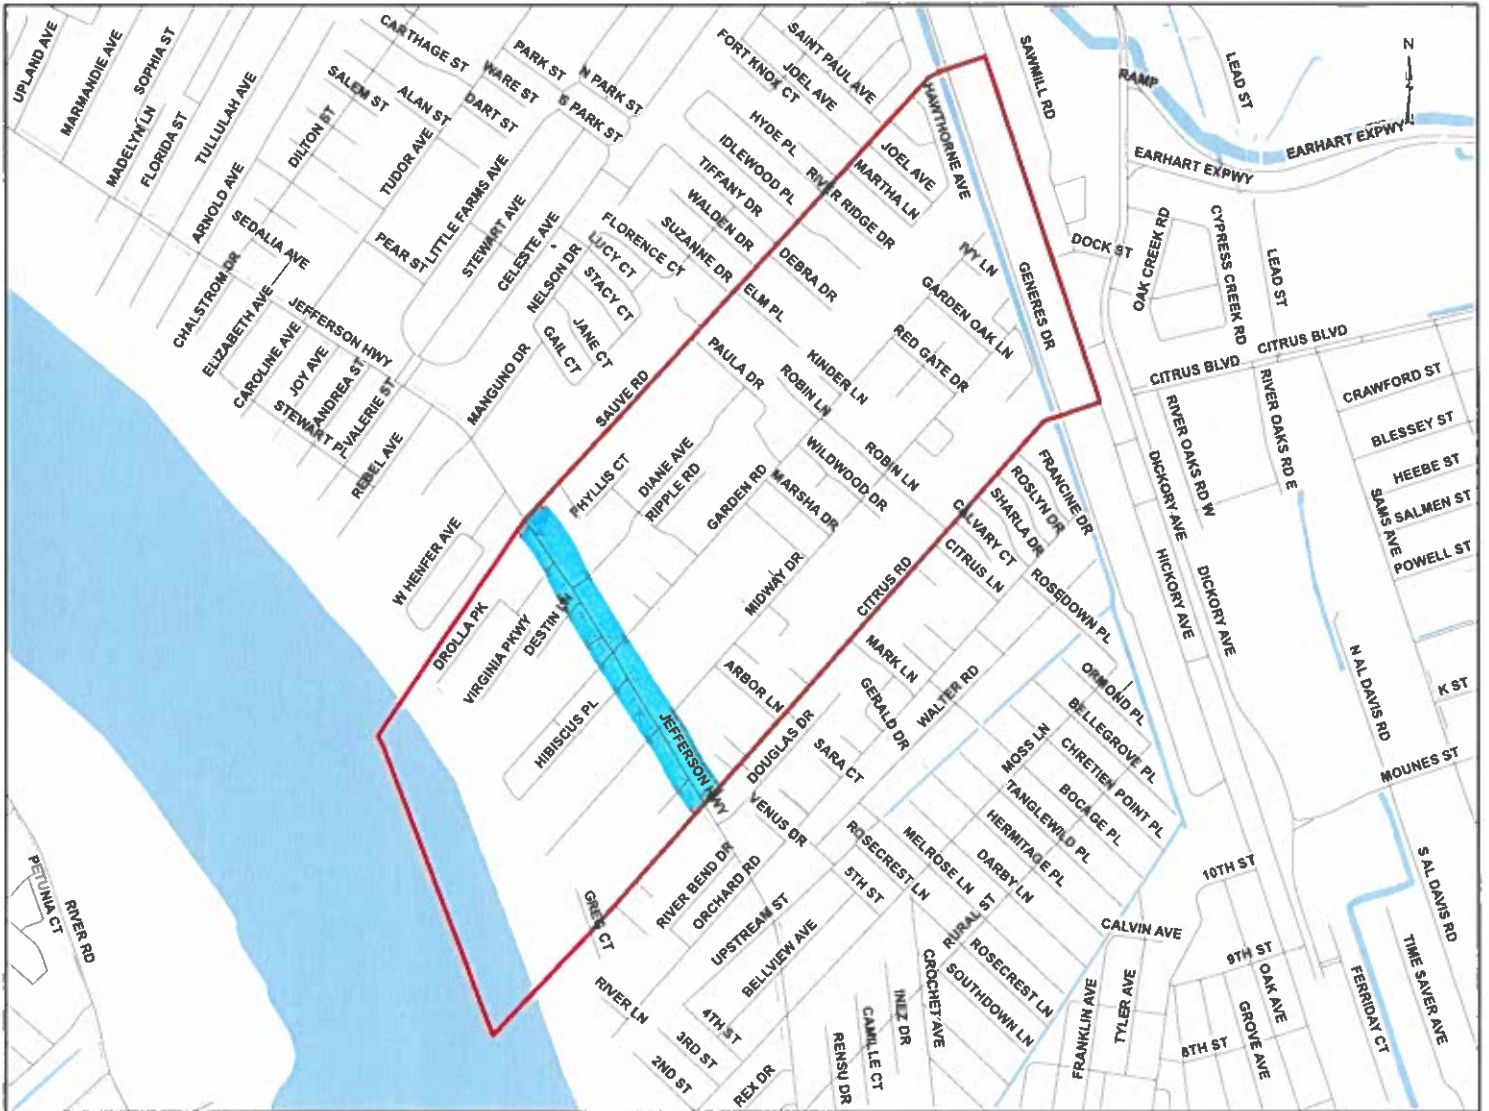 UPLAND AVE
MARMANDIE AVE
SOPHIA ST
MADELYN LN
FLORIDA ST
TULLULAH AVE
ARNOLD AVE
CARTHAGE ST
SALEM ST
ALAN ST
WARE ST
DART ST
PARK ST
N PARK ST
S PARK ST
DILTON ST
TUDOR AVE
LITTLE FARMS AVE
STEWART AVE
CELESTE AVE
PEAR ST
SEDALIA AVE
CHALSTROM DR
ELIZABETH AVE
CAROLINE AVE
JOY AVE
ANDREA ST
VALERIE ST
STEWART PL
REBEL AVE
JEFFERSON HWY
MANGUNO DR
NELSON DR
GAIL CT
JANE CT
STACY CT
LUCY CT
FLORENCE CT
SUZANNE DR
WALDEN DR
TIFFANY DR
IDLEWOOD PL
HYDE PL
FORT KNOX CT
JOEL AVE
SAINT PAUL AVE
HAWTHORNE AVE
JOEL AVE
MARTHA LN
RIVER RIDGE DR
DEBRA DR
ELM PL
SAUVE RD
PAULA DR
KINDER LN
ROBIN LN
IVY LN
GARDEN OAK LN
RED GATE DR
GENERES DR
SAWMILL RD
RAMP
LEAD ST
N
EARHART EXPWY
EARHART EXPWY
DOCK ST
OAK CREEK RD
CYPRESS CREEK RD
LEAD ST
CITRUS BLVD
CITRUS BLVD
RIVER OAKS RD W
RIVER OAKS RD E
CRAWFORD ST
BLESSEY ST
HEEBE ST
SALMEN ST
POWELL ST
SAMS AVE
DICKORY AVE
HICKORY AVE
DICKORY AVE
PHYLLIS CT
DIANE AVE
RIPPLE RD
GARDEN RD
MARSHA DR
WILDWOOD DR
ROBIN LN
MIDWAY DR
CITRUS RD
CALVARY CT
CITRUS LN
SHARLA DR
ROSLYN DR
FRANCINE DR
ROSEDOWN PL
W HENFER AVE
DROLLA PK
VIRGINIA PKWY
DESTIN LN
HIBISCUS PL
JEFFERSON HWY
ARBOR LN
DOUGLAS DR
MARK LN
GERALD DR
WALTER RD
SARA CT
VENUS DR
ORMOND PL
BELLEGROVE PL
CHRETIEN POINT PL
MOSS LN
BOCAGE PL
TANGLEWILD PL
HERMITAGE PL
DARBY LN
MELROSE LN
ROSECREST LN
5TH ST
RURAL ST
N AL DAVIS RD
K ST
MOUNES ST
S AL DAVIS RD
TIME SAVER AVE
FERRIDAY CT
10TH ST
9TH ST
8TH ST
OAK AVE
GROVE AVE
CALVIN AVE
TYLER AVE
FRANKLIN AVE
ROSECREST LN
SOUTHDOWN LN
CROCHET AVE
INEZ DR
CAMILLE CT
RENSU DR
REX DR
2ND ST
3RD ST
4TH ST
BELLVIEW AVE
UPSTREAM ST
ORCHARD RD
RIVER BEND DR
GREG CT
RIVER LN
PETUNIA CT
RIVER RD